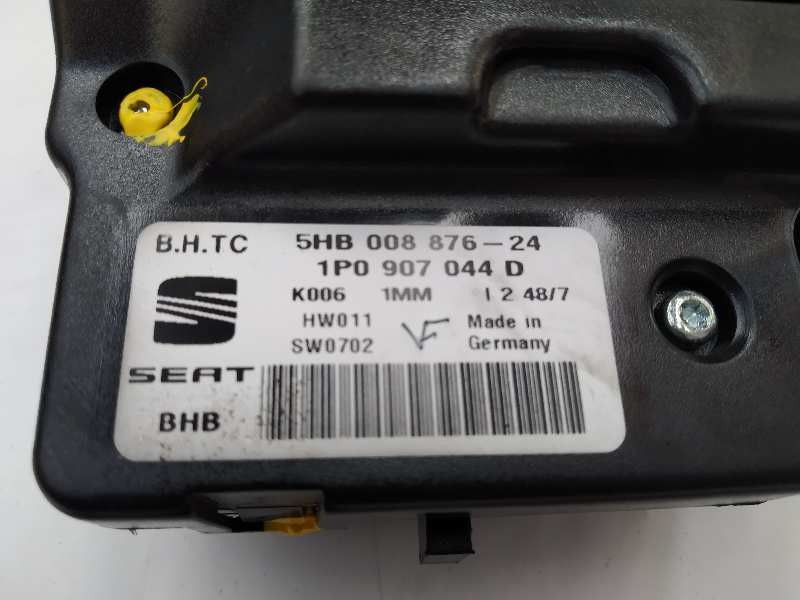 B.H.TC 5HB 008 876-24
1P0 907 044 D
K006 1MM I 2 48/7
HW011 VF Made in
SW0702 Germany
SEAT
BHB